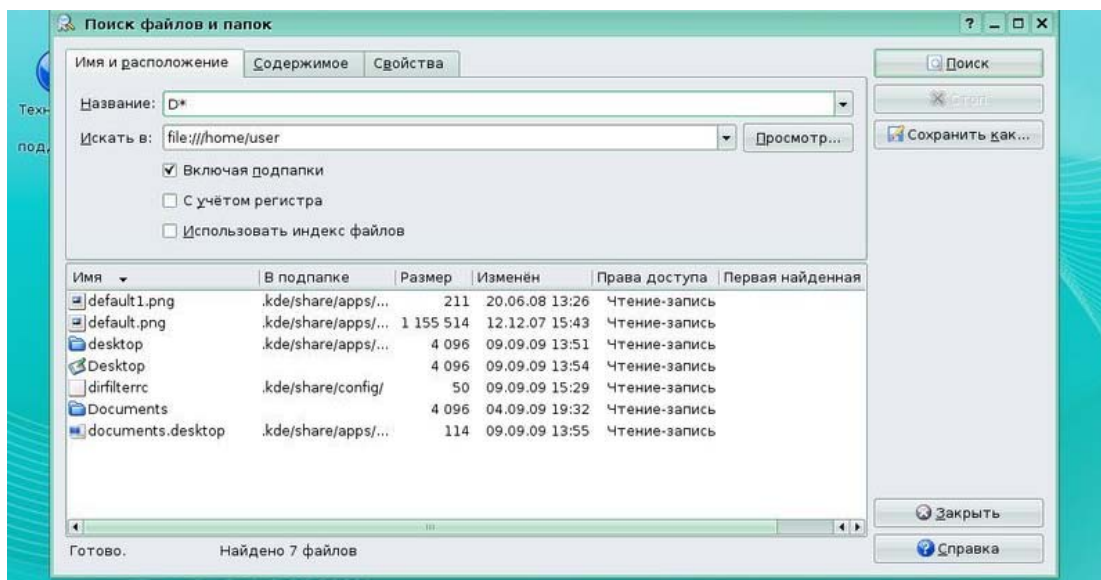 Поиск файлов и папок
Имя и расположение Содержимое Свойства
Название: D*
Искать в: file:///home/user Просмотр...
Включая подпапки
С учётом регистра
Использовать индекс файлов
Поиск
Стоп
Сохранить как...
Имя В подпапке Размер Изменён Права доступа Первая найденная
default1.png .kde/share/apps/... 211 20.06.08 13:26 Чтение-запись
default.png .kde/share/apps/... 1 155 514 12.12.07 15:43 Чтение-запись
desktop .kde/share/apps/... 4 096 09.09.09 13:51 Чтение-запись
Desktop 4 096 09.09.09 13:54 Чтение-запись
dirfilterrc .kde/share/config/ 50 09.09.09 15:29 Чтение-запись
Documents 4 096 04.09.09 19:32 Чтение-запись
documents.desktop .kde/share/apps/... 114 09.09.09 13:55 Чтение-запись
Готово. Найдено 7 файлов
Закрыть
Справка